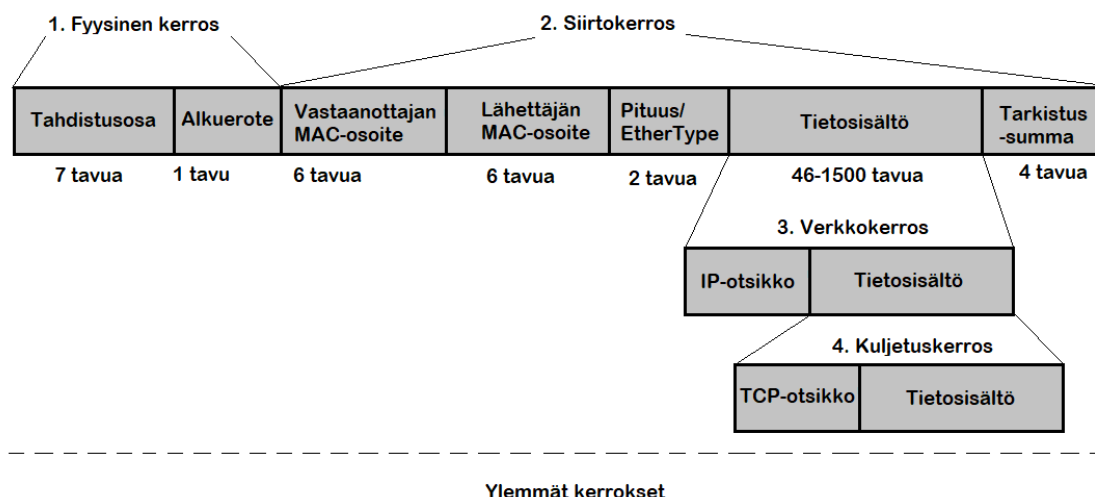 1. Fyysinen kerros
2. Siirtokerros
Tahdistusosa
Alkuerote
Vastaanottajan
MAC-osoite
Lähettäjän
MAC-osoite
Pituus/
EtherType
Tietosisältö
Tarkistus
-summa
7 tavua
1 tavu
6 tavua
6 tavua
2 tavua
46-1500 tavua
4 tavua
3. Verkkokerros
IP-otsikko
Tietosisältö
4. Kuljetuskerros
TCP-otsikko
Tietosisältö
Ylemmät kerrokset